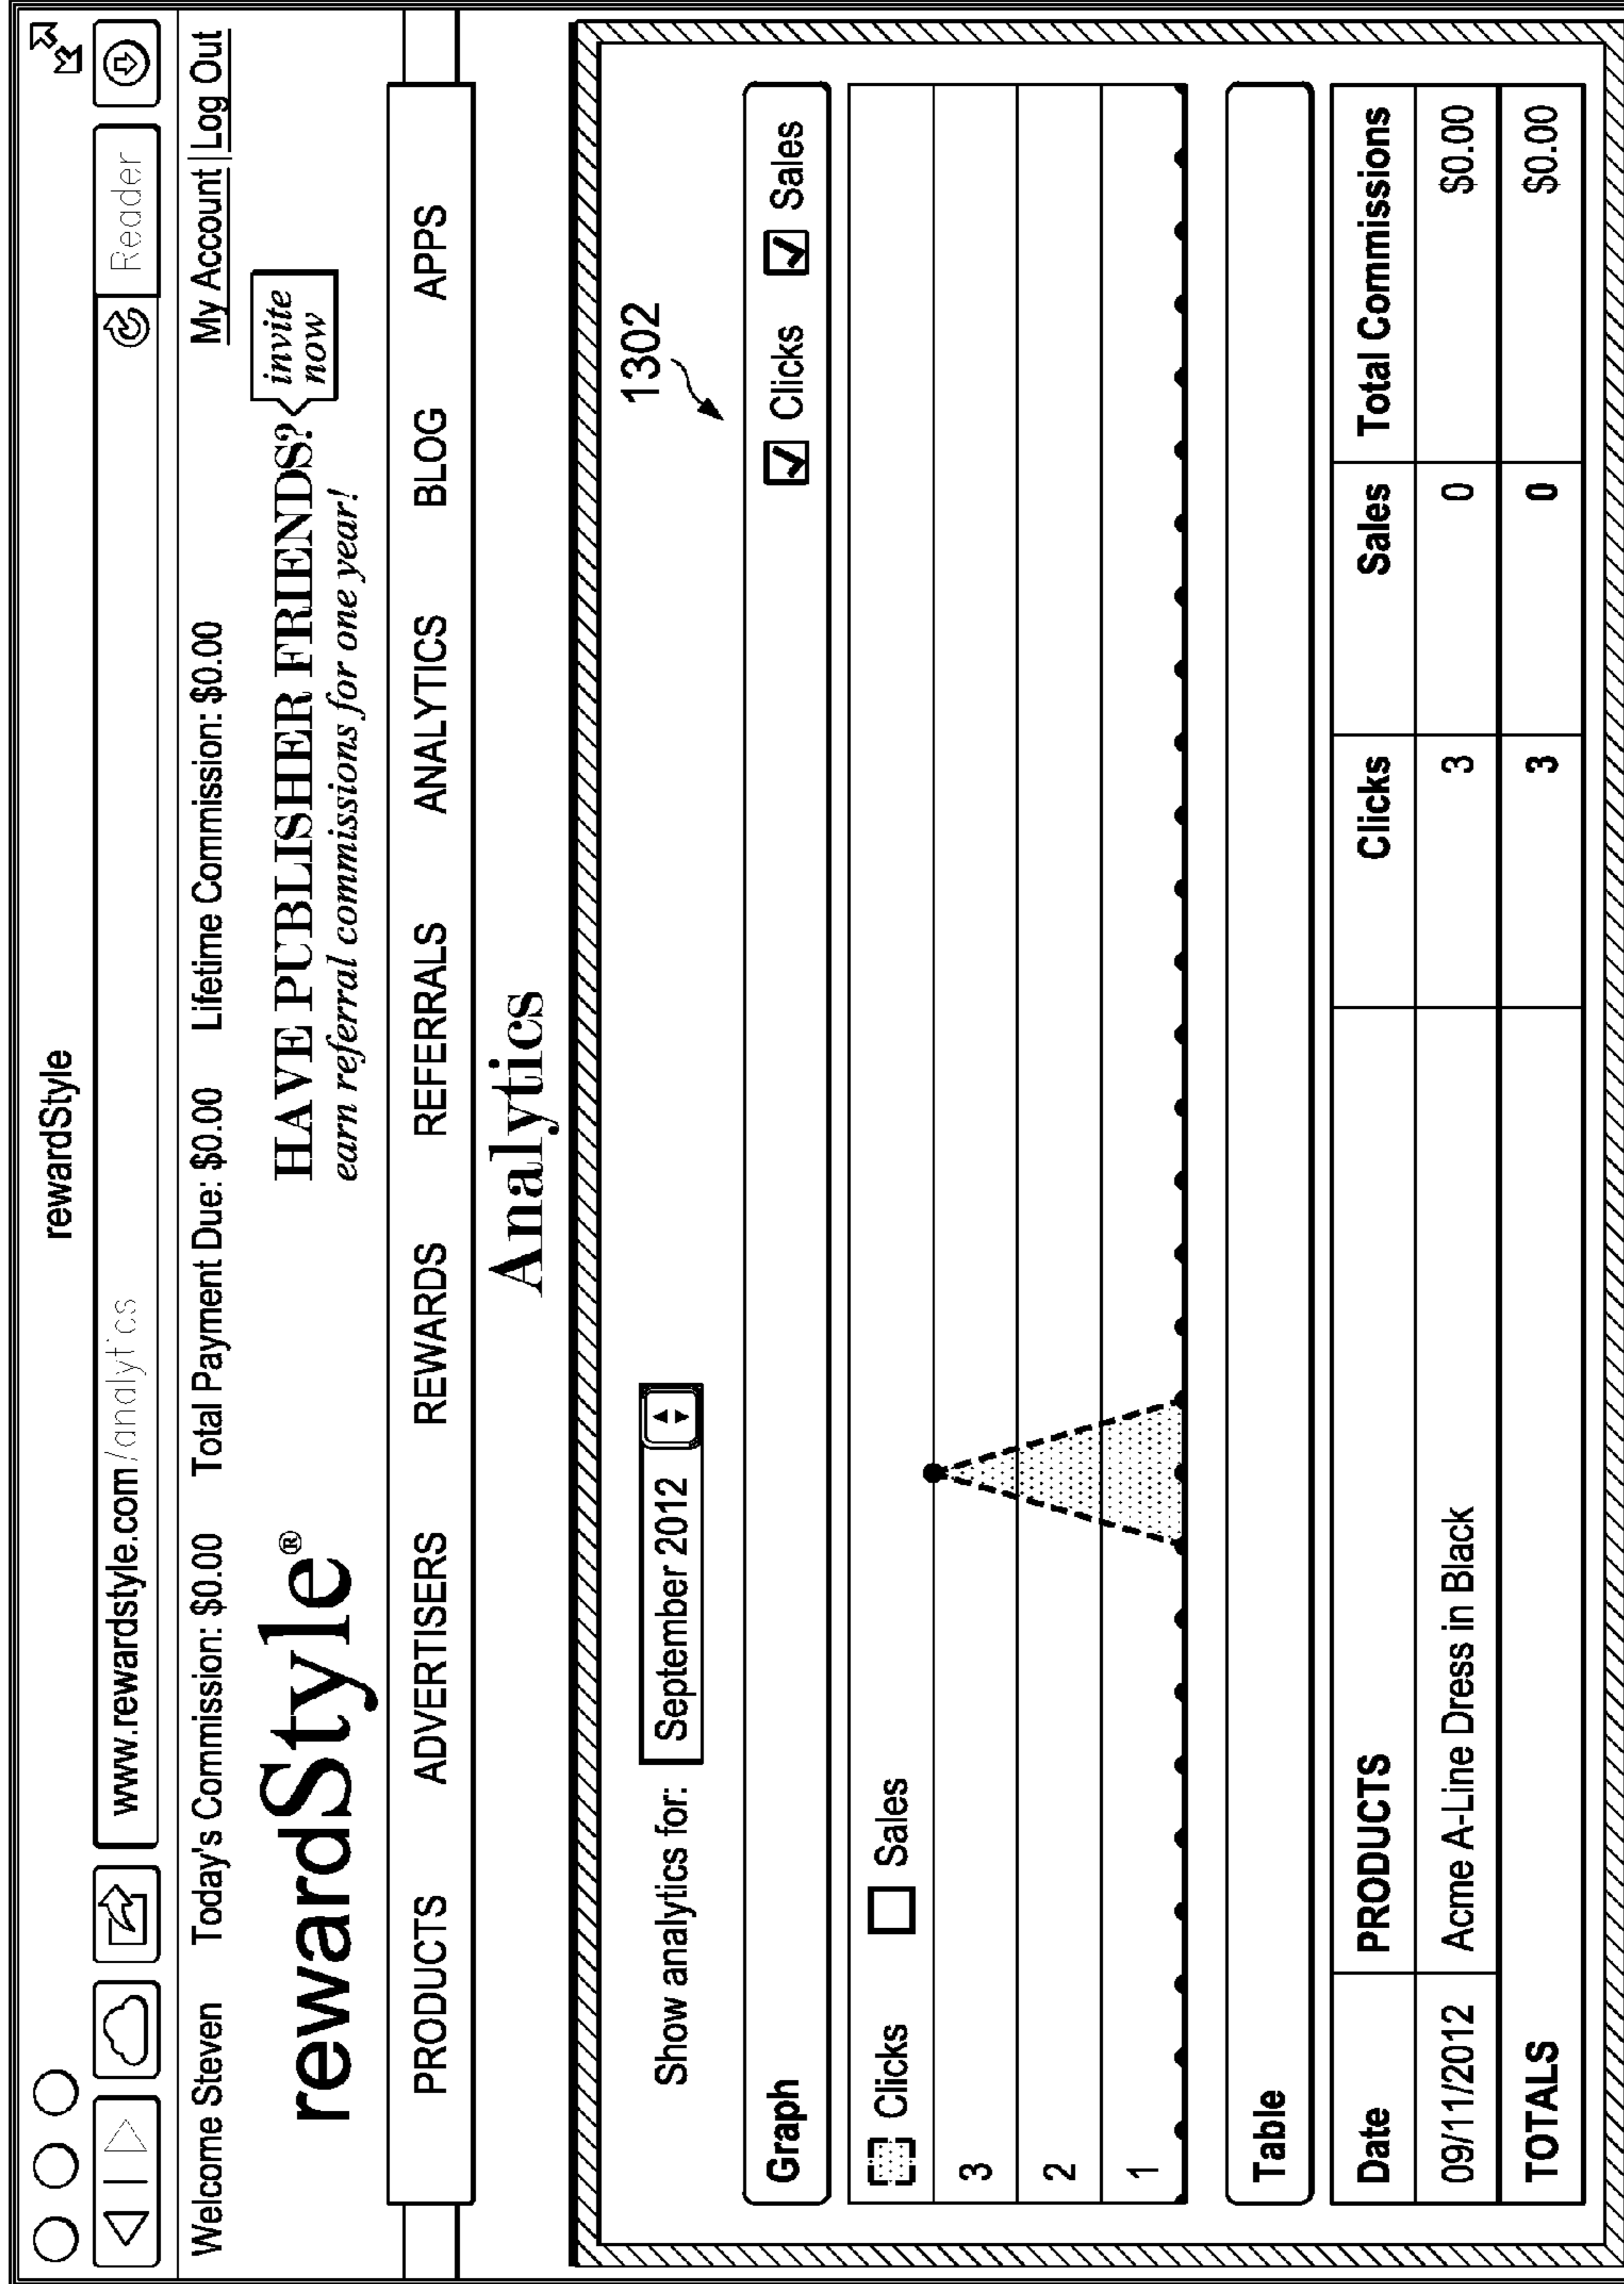 rewardStyle
www.rewardstyle.com/analytics
Reader
Welcome Steven Today's Commission: $0.00 Total Payment Due: $0.00 Lifetime Commission: $0.00 My Account | Log Out
rewardStyle®
HAVE PUBLISHER FRIENDS?
earn referral commissions for one year!
invite
now
PRODUCTS ADVERTISERS REWARDS REFERRALS ANALYTICS BLOG APPS
Analytics
Show analytics for: September 2012
1302
Graph Clicks Sales
Clicks Sales
3
2
1
Table
Date PRODUCTS Clicks Sales Total Commissions
09/11/2012 Acme A-Line Dress in Black 3 0 $0.00
TOTALS 3 0 $0.00